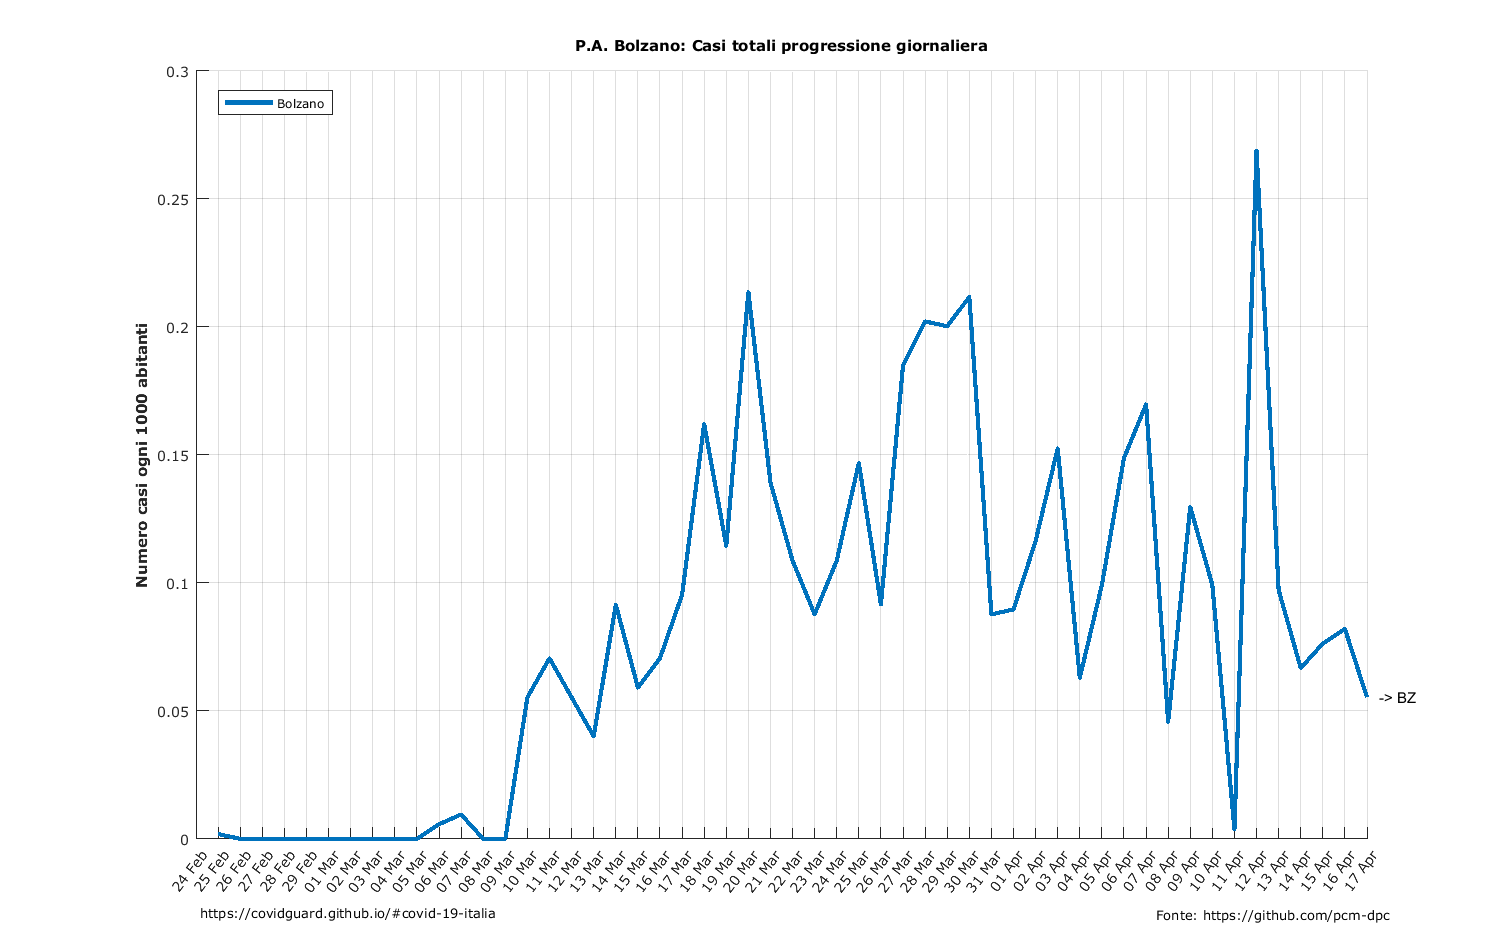 P.A. Bolzano: Casi totali progressione giornaliera
0.3
0.25
0.2
0.15
0.1
0.05
0
Numero casi ogni 1000 abitanti
Bolzano
-> BZ
24 Feb
25 Feb
26 Feb
27 Feb
28 Feb
29 Feb
01 Mar
02 Mar
03 Mar
04 Mar
05 Mar
06 Mar
07 Mar
08 Mar
09 Mar
10 Mar
11 Mar
12 Mar
13 Mar
14 Mar
15 Mar
16 Mar
17 Mar
18 Mar
19 Mar
20 Mar
21 Mar
22 Mar
23 Mar
24 Mar
25 Mar
26 Mar
27 Mar
28 Mar
29 Mar
30 Mar
31 Mar
01 Apr
02 Apr
03 Apr
04 Apr
05 Apr
06 Apr
07 Apr
08 Apr
09 Apr
10 Apr
11 Apr
12 Apr
13 Apr
14 Apr
15 Apr
16 Apr
17 Apr
https://covidguard.github.io/#covid-19-italia
Fonte: https://github.com/pcm-dpc